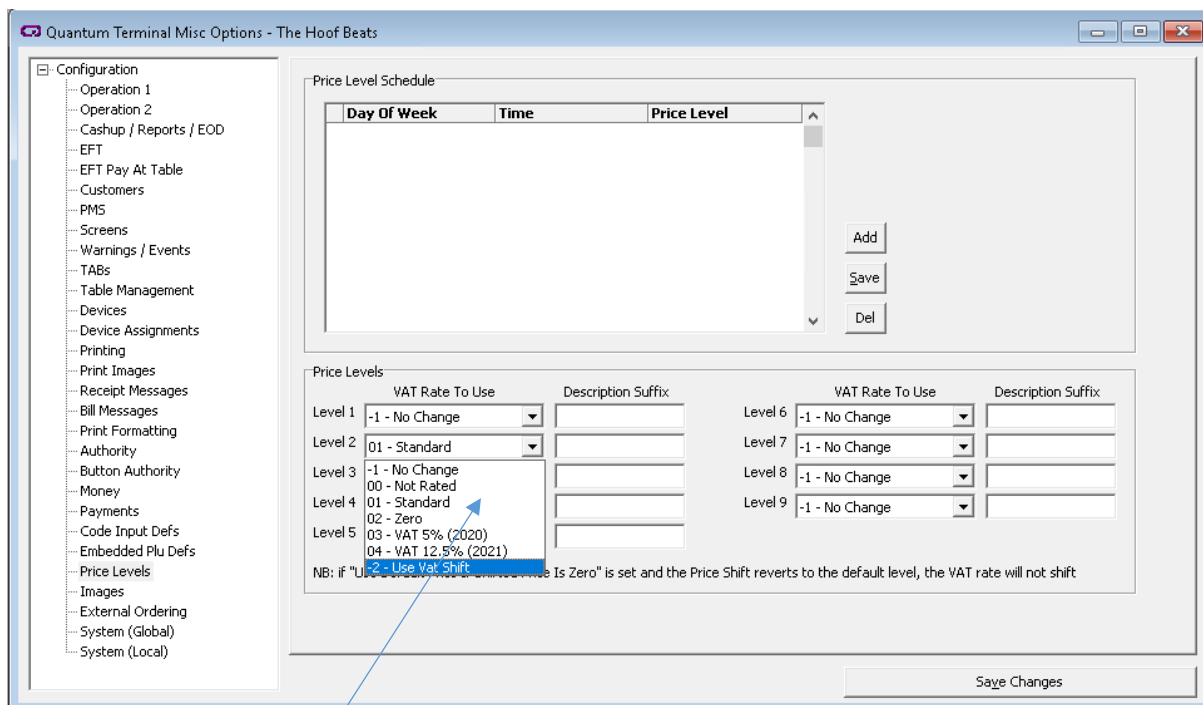 Quantum Terminal Misc Options - The Hoof Beats
Configuration
Operation 1
Operation 2
Cashup / Reports / EOD
EFT
EFT Pay At Table
Customers
PMS
Screens
Warnings / Events
TABs
Table Management
Devices
Device Assignments
Printing
Print Images
Receipt Messages
Bill Messages
Print Formatting
Authority
Button Authority
Money
Payments
Code Input Defs
Embedded Plu Defs
Price Levels
Images
External Ordering
System (Global)
System (Local)
Price Level Schedule
Day Of Week Time Price Level
Add
Save
Del
Price Levels
VAT Rate To Use Description Suffix VAT Rate To Use Description Suffix
Level 1 -1 - No Change Level 6 -1 - No Change
Level 2 01 - Standard Level 7 -1 - No Change
Level 3 Level 8 -1 - No Change
Level 4 Level 9 -1 - No Change
Level 5
-1 - No Change
00 - Not Rated
01 - Standard
02 - Zero
03 - VAT 5% (2020)
04 - VAT 12.5% (2021)
-2 - Use Vat Shift
NB: if "U Is Zero" is set and the Price Shift reverts to the default level, the VAT rate will not shift
Save Changes